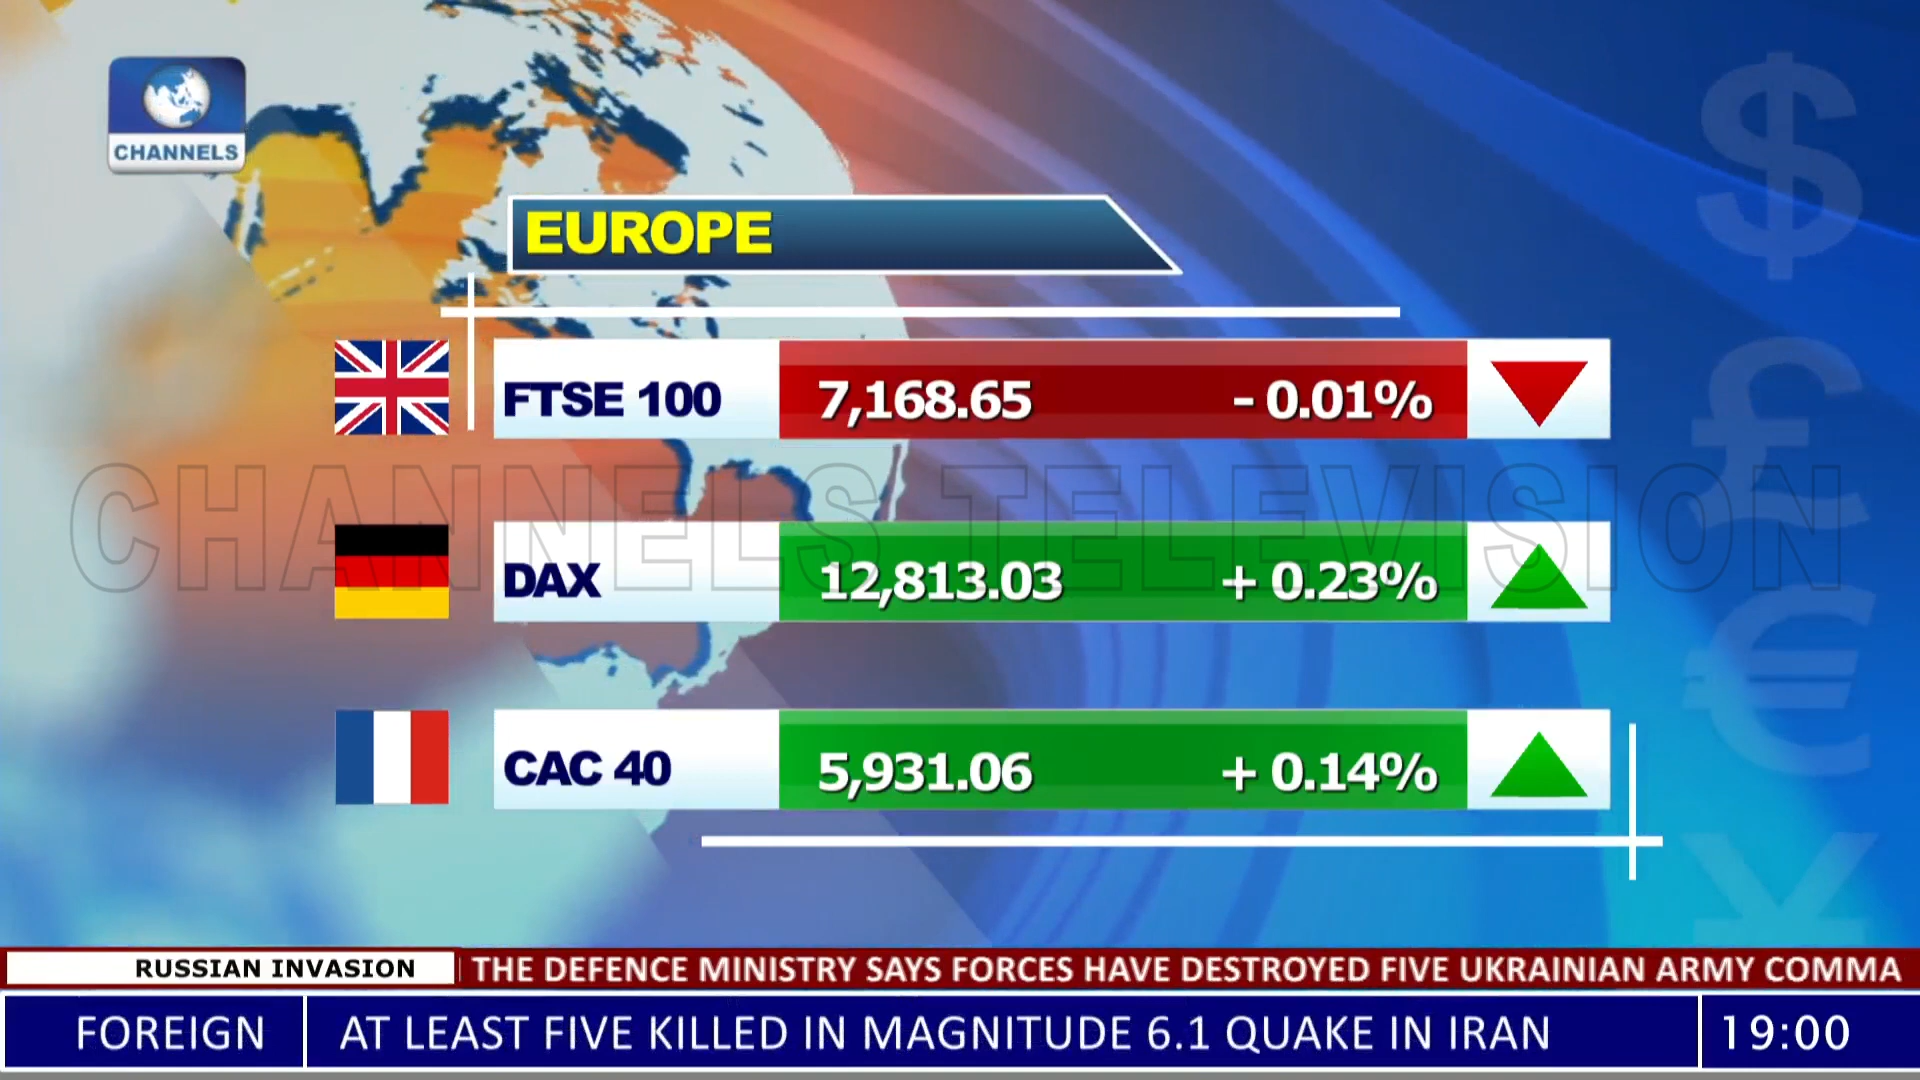 CHANNELS
EUROPE
FTSE 100 7,168.65 - 0.01%
CHANNELS TELEVISION
DAX 12,813.03 + 0.23%
CAC 40 5,931.06 + 0.14%
$
£
€
¥
RUSSIAN INVASION THE DEFENCE MINISTRY SAYS FORCES HAVE DESTROYED FIVE UKRAINIAN ARMY COMMA
FOREIGN AT LEAST FIVE KILLED IN MAGNITUDE 6.1 QUAKE IN IRAN 19:00